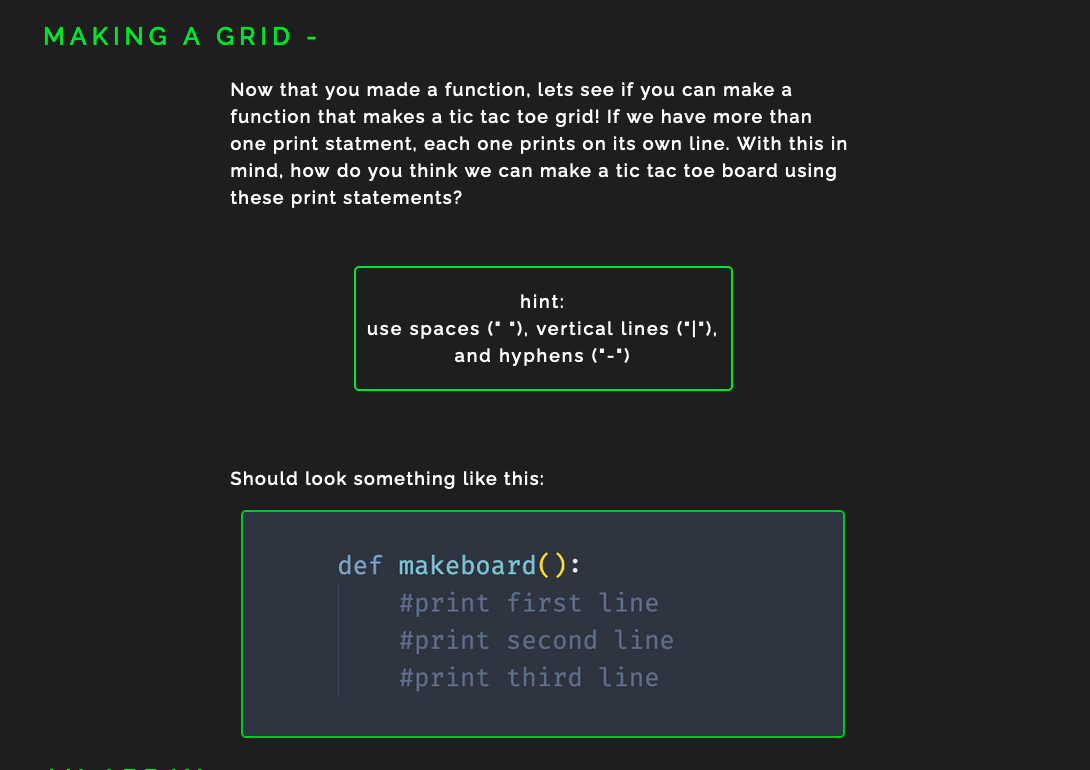 MAKING A GRID -
Now that you made a function, lets see if you can make a
function that makes a tic tac toe grid! If we have more than
one print statment, each one prints on its own line. With this in
mind, how do you think we can make a tic tac toe board using
these print statements?
hint:
use spaces (" "), vertical lines ("|"),
and hyphens ("-")
Should look something like this:
def makeboard():
#print first line
#print second line
#print third line